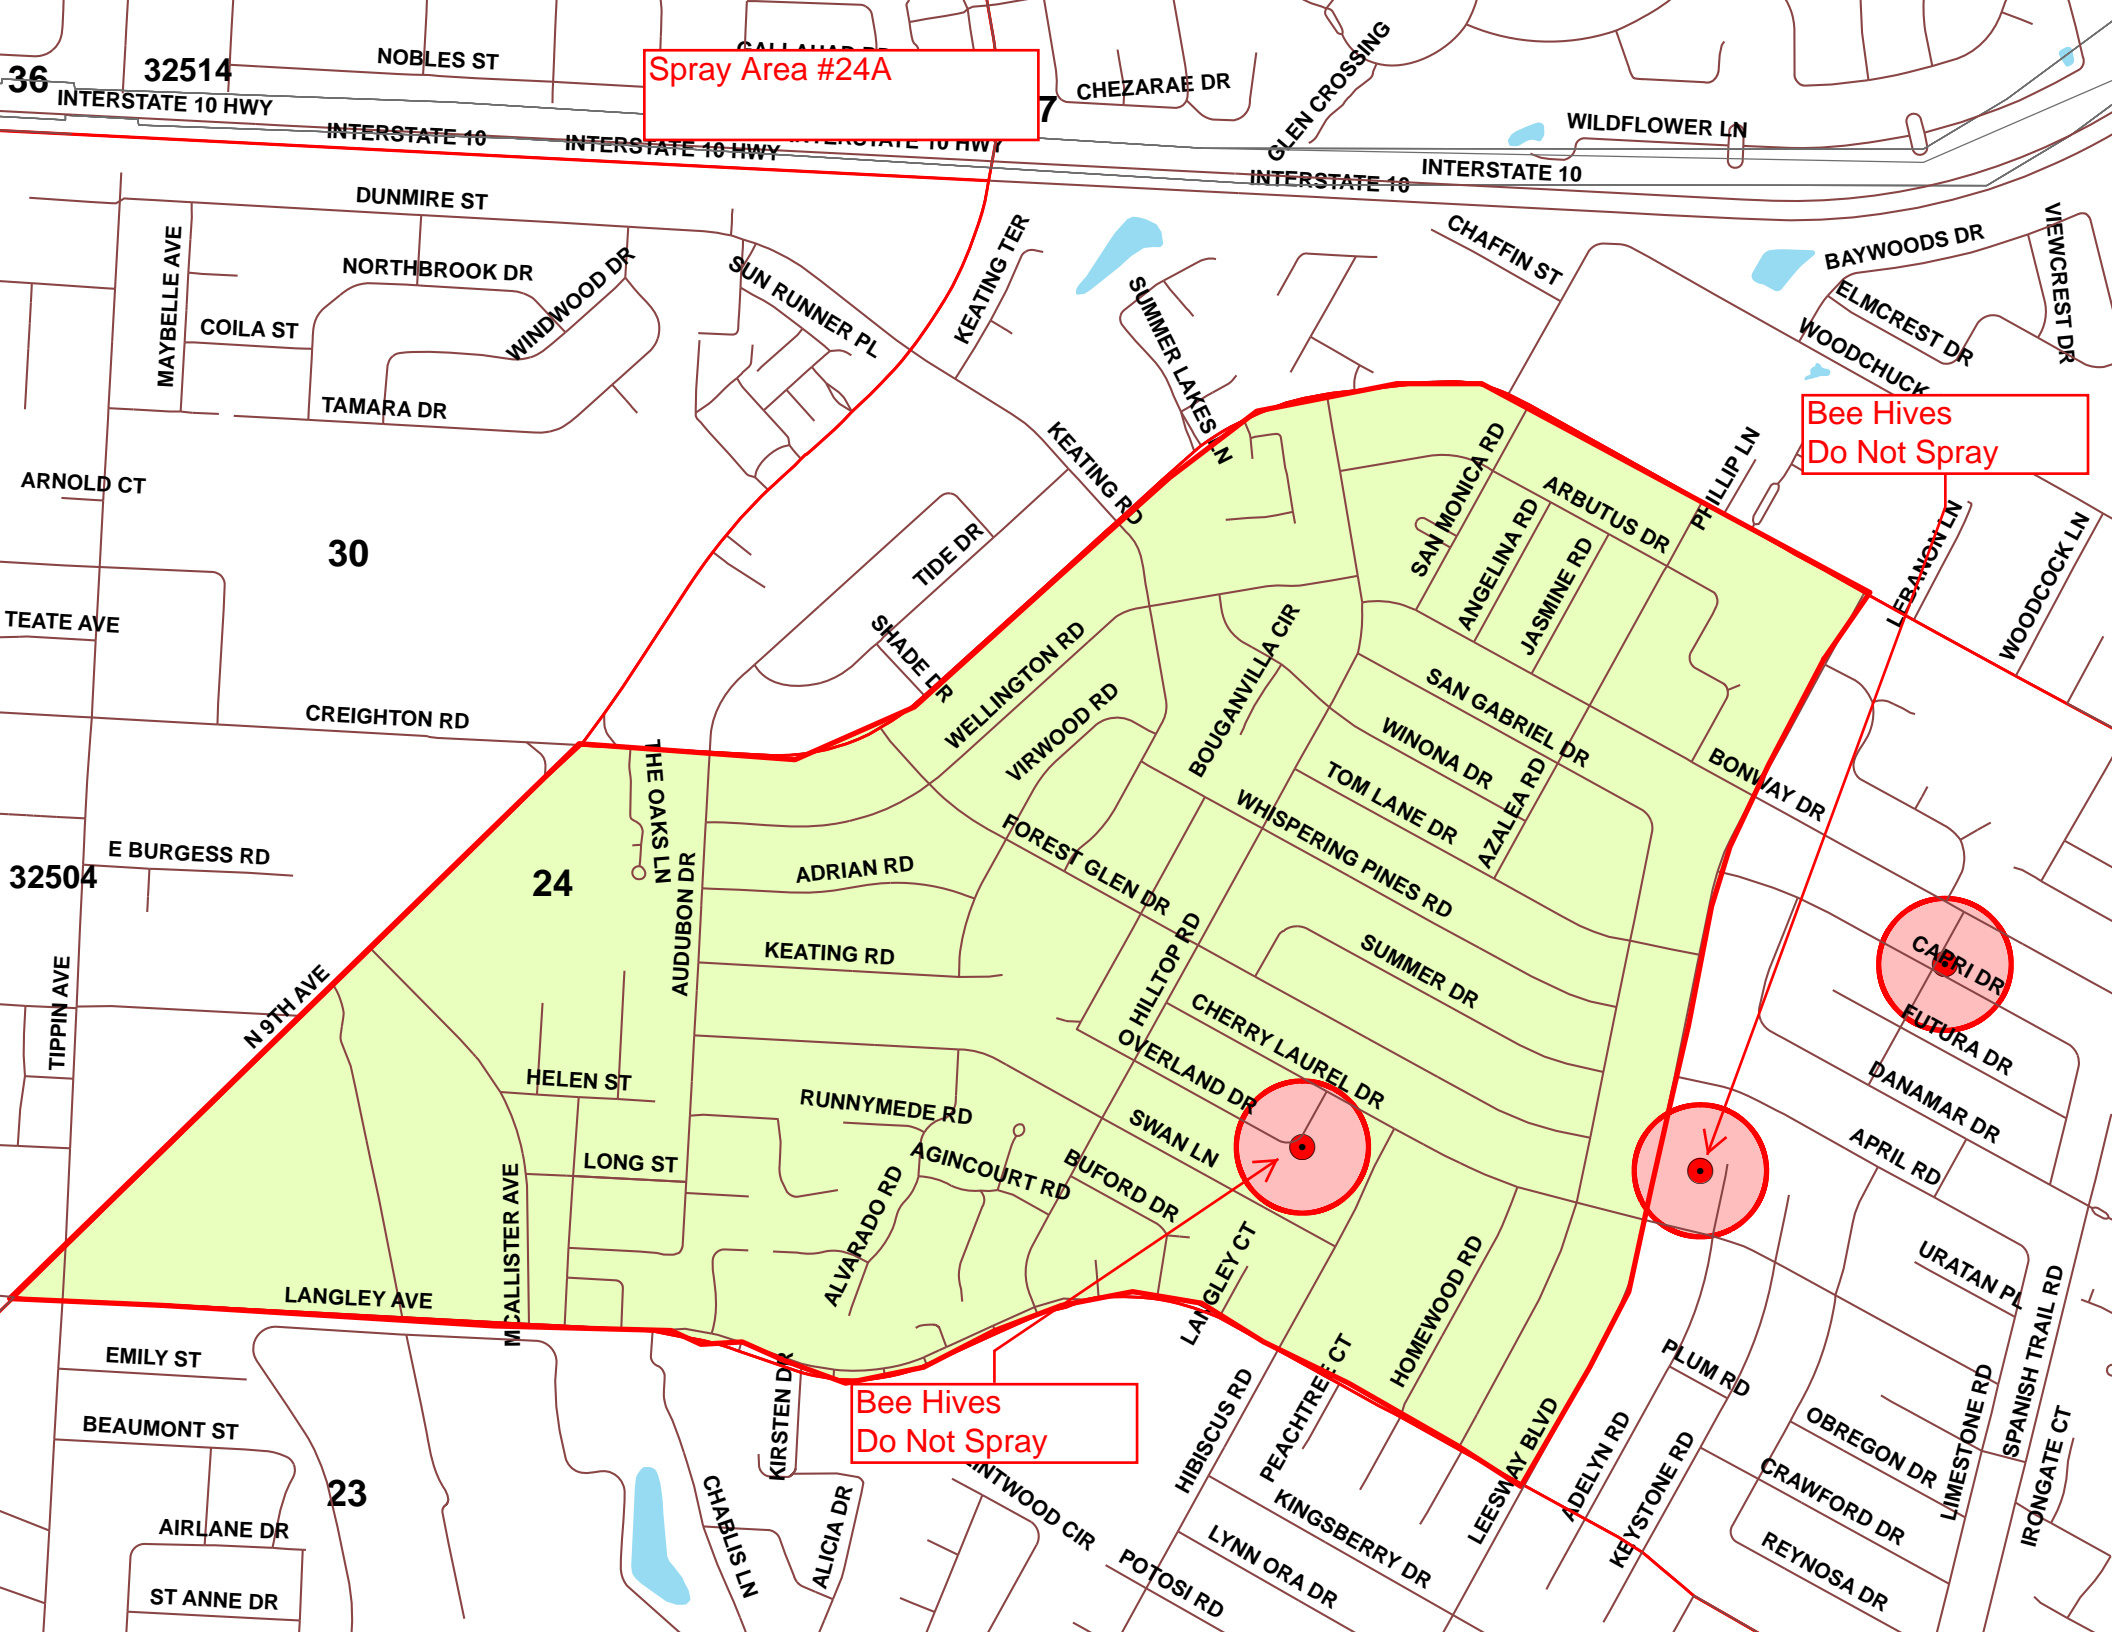 GLEN CROSSING
NOBLES ST
36
32514
Spray Area #24A
CHEZARAE DR
INTERSTATE 10 HWY
7
WILDFLOWER LN
INTERSTATE 10
INTERSTATE 10 HWY
INTERSTATE 10 HWY
INTERSTATE 10
INTERSTATE 10
DUNMIRE ST
KEATING TER
CHAFFIN ST
BAYWOODS DR
VIEWCREST DR
MAYBELLE AVE
NORTHBROOK DR
WINDWOOD DR
SUN RUNNER PL
SUMMER LAKES LN
ELMCREST DR
COILA ST
WOODCHUCK
TAMARA DR
Bee Hives
Do Not Spray
KEATING RD
SAN MONICA RD
PHILLIP LN
ARNOLD CT
ARBUTUS DR
ANGELINA RD
LEBANON LN
WOODCOCK LN
30
TIDE DR
JASMINE RD
TEATE AVE
SHADE DR
WELLINGTON RD
BOUGANVILLA CIR
CREIGHTON RD
VIRWOOD RD
SAN GABRIEL DR
THE OAKS LN
WINONA DR
BONWAY DR
TOM LANE DR
AZALEA RD
WHISPERING PINES RD
E BURGESS RD
32504
24
ADRIAN RD
FOREST GLEN DR
AUDUBON DR
KEATING RD
HILLTOP RD
SUMMER DR
CAPRI DR
N 9TH AVE
TIPPIN AVE
CHERRY LAUREL DR
FUTURA DR
OVERLAND DR
HELEN ST
DANAMAR DR
RUNNYMEDE RD
SWAN LN
APRIL RD
LONG ST
AGINCOURT RD
BUFORD DR
MCALLISTER AVE
ALVARADO RD
LANGLEY CT
HOMEWOOD RD
URATAN PL
SPANISH TRAIL RD
LANGLEY AVE
EMILY ST
KIRSTEN DR
PEACHTREE CT
PLUM RD
Bee Hives
Do Not Spray
HIBISCUS RD
LEESWAY BLVD
ADELYN RD
LIMESTONE RD
IRONGATE CT
BEAUMONT ST
OBREGON DR
KEYSTONE RD
23
CHABLIS LN
ALICIA DR
INTWOOD CIR
KINGSBERRY DR
CRAWFORD DR
AIRLANE DR
LYNN ORA DR
POTOSI RD
REYNOSA DR
ST ANNE DR